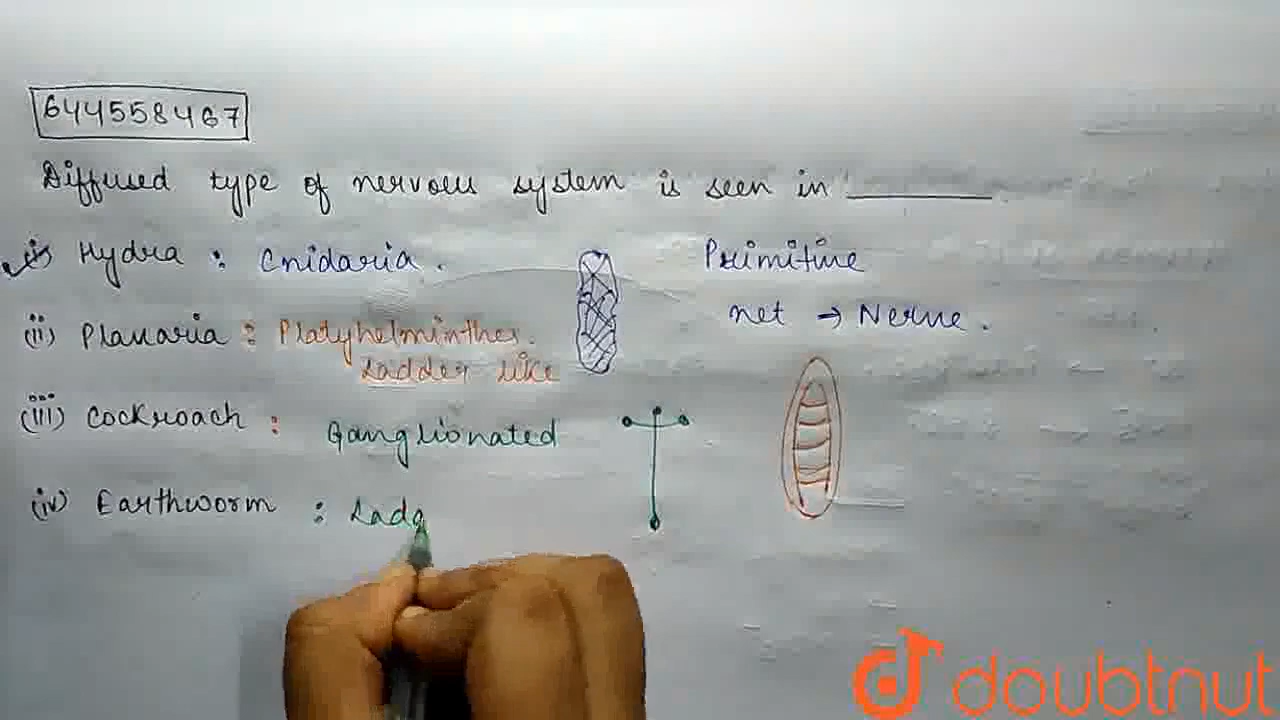 644558467
Diffused type of nervous system is seen in
(i) Hydra : Cnidaria.
Primitive
net → Nerve.
(ii) Planaria : Platyhelminthes.
Ladder like
(iii) Cockroach :
Ganglionated
(iv) Earthworm : Ladd
doubtnut